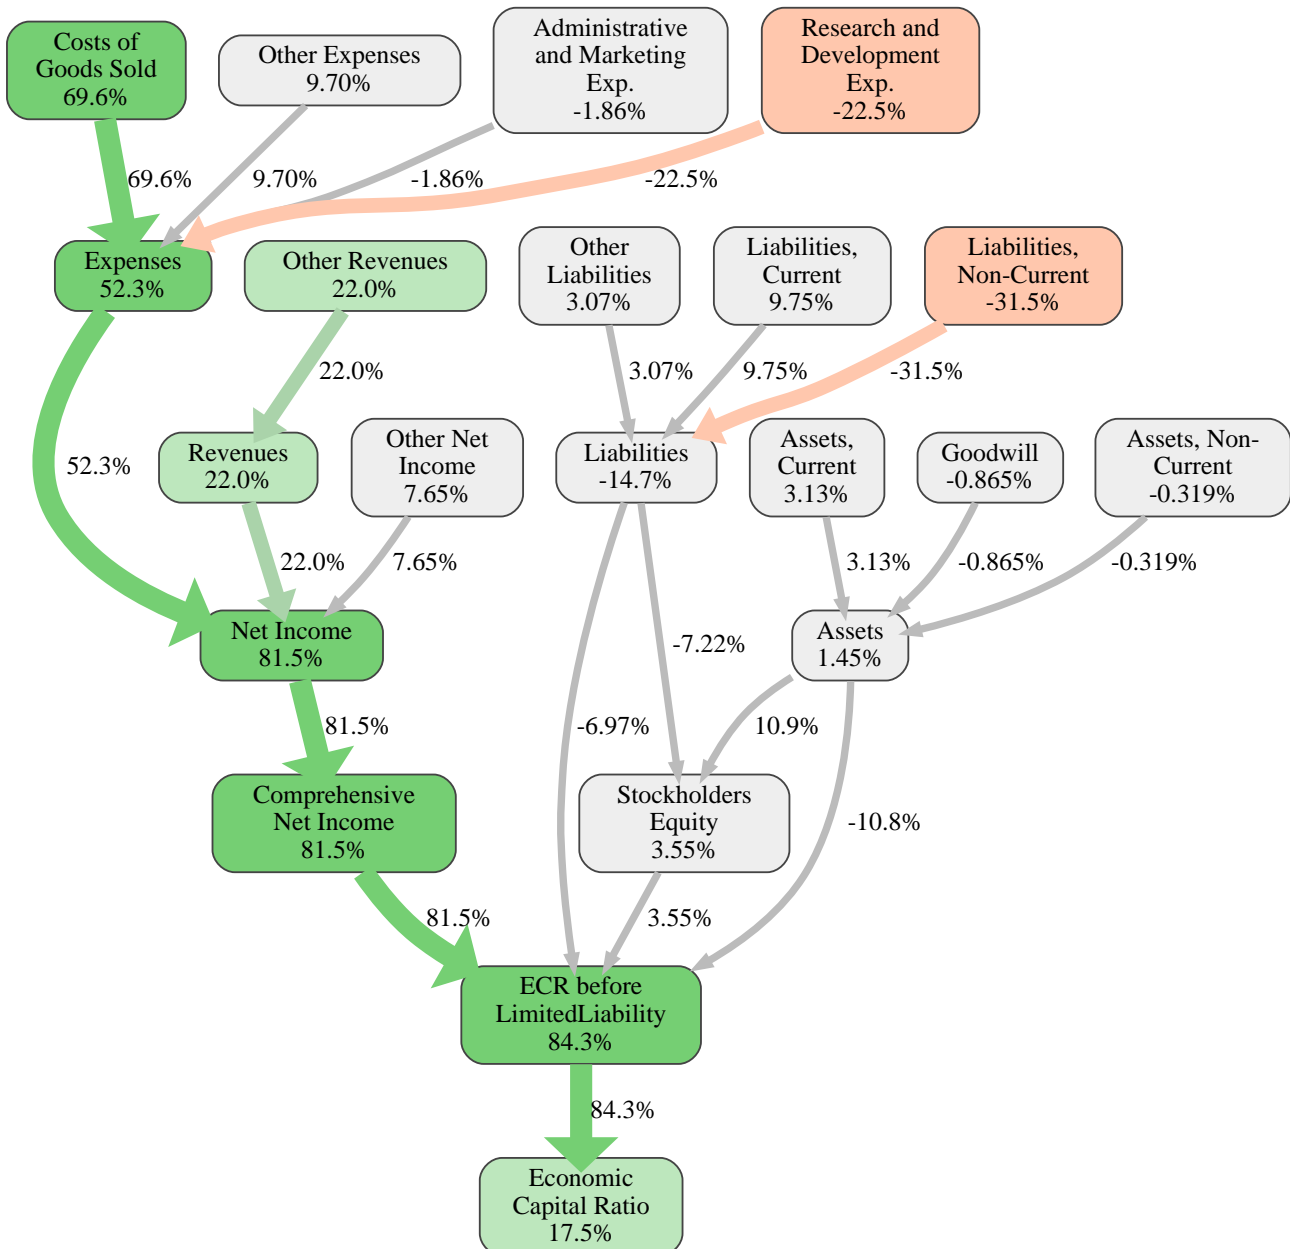 Costs of
Goods Sold
69.6%
Other Expenses
9.70%
Administrative
and Marketing
Exp.
-1.86%
Research and
Development
Exp.
-22.5%
69.6%
9.70%
-1.86%
-22.5%
Expenses
52.3%
Other Revenues
22.0%
Other
Liabilities
3.07%
Liabilities,
Current
9.75%
Liabilities,
Non-Current
-31.5%
22.0%
3.07%
9.75%
-31.5%
52.3%
Revenues
22.0%
Other Net
Income
7.65%
Liabilities
-14.7%
Assets,
Current
3.13%
Goodwill
-0.865%
Assets, Non-
Current
-0.319%
22.0%
7.65%
3.13%
-0.865%
-0.319%
Net Income
81.5%
-7.22%
Assets
1.45%
81.5%
-6.97%
10.9%
Comprehensive
Net Income
81.5%
Stockholders
Equity
3.55%
-10.8%
81.5%
3.55%
ECR before
LimitedLiability
84.3%
84.3%
Economic
Capital Ratio
17.5%